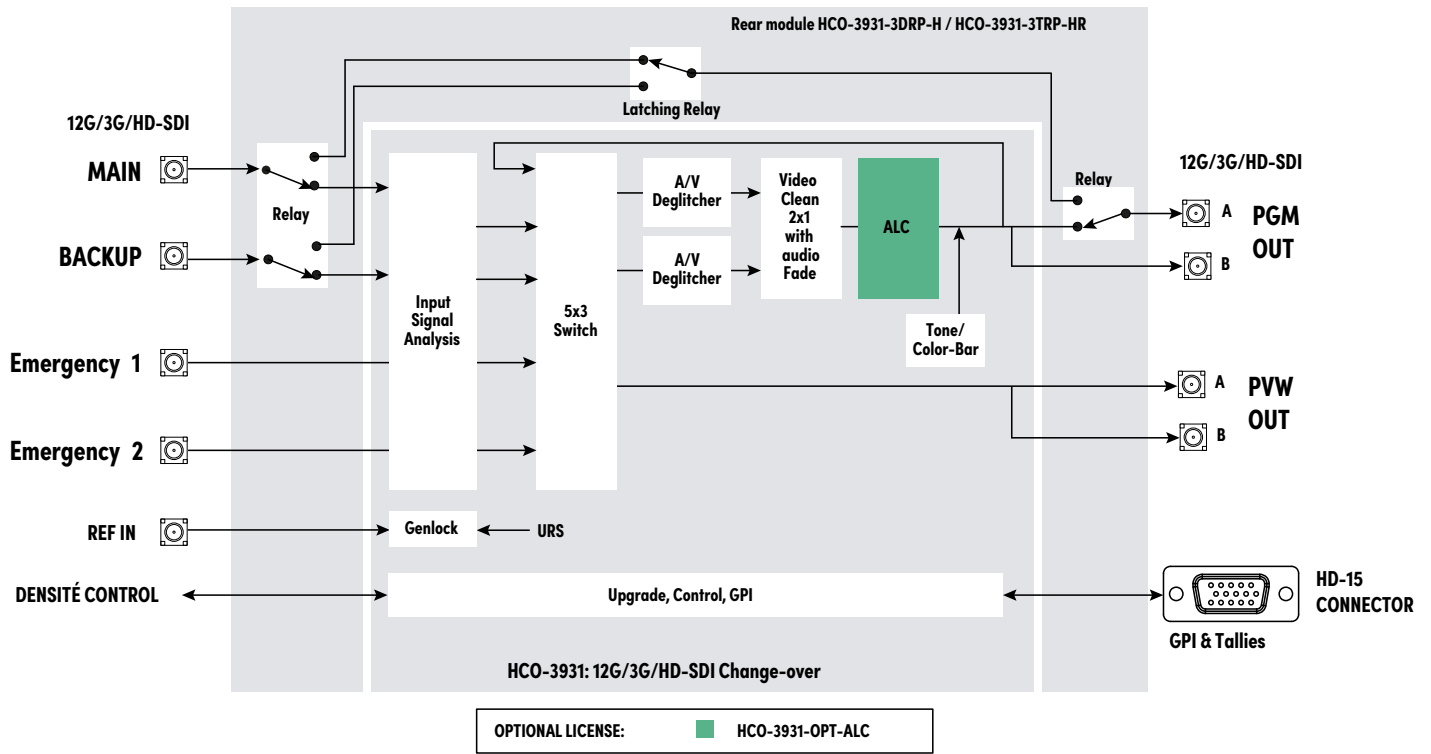 Rear module HCO-3931-3DRP-H / HCO-3931-3TRP-HR
Latching Relay
12G/3G/HD-SDI
MAIN
BACKUP
Relay
Emergency 1
Emergency 2
REF IN
DENSITÉ CONTROL
Input
Signal
Analysis
5x3
Switch
A/V
Deglitcher
A/V
Deglitcher
Video
Clean
2x1
with
audio
Fade
ALC
Tone/
Color-Bar
Genlock
URS
Upgrade, Control, GPI
HCO-3931: 12G/3G/HD-SDI Change-over
Relay
12G/3G/HD-SDI
A
B
PGM
OUT
A
B
PVW
OUT
HD-15
CONNECTOR
GPI & Tallies
OPTIONAL LICENSE:
HCO-3931-OPT-ALC